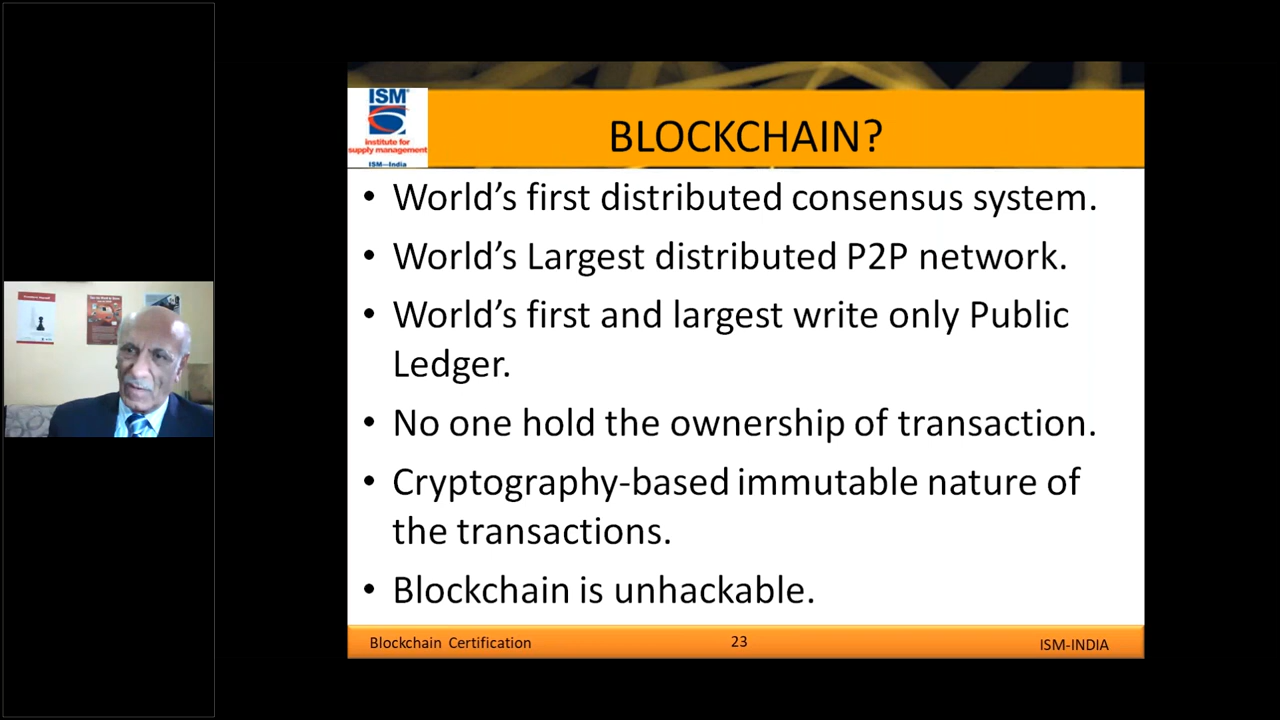 ISM®
institute for
supply management
ISM—India
BLOCKCHAIN?
• World’s first distributed consensus system.
• World’s Largest distributed P2P network.
• World’s first and largest write only Public
Ledger.
• No one hold the ownership of transaction.
• Cryptography-based immutable nature of
the transactions.
• Blockchain is unhackable.
Blockchain Certification
23
ISM-INDIA